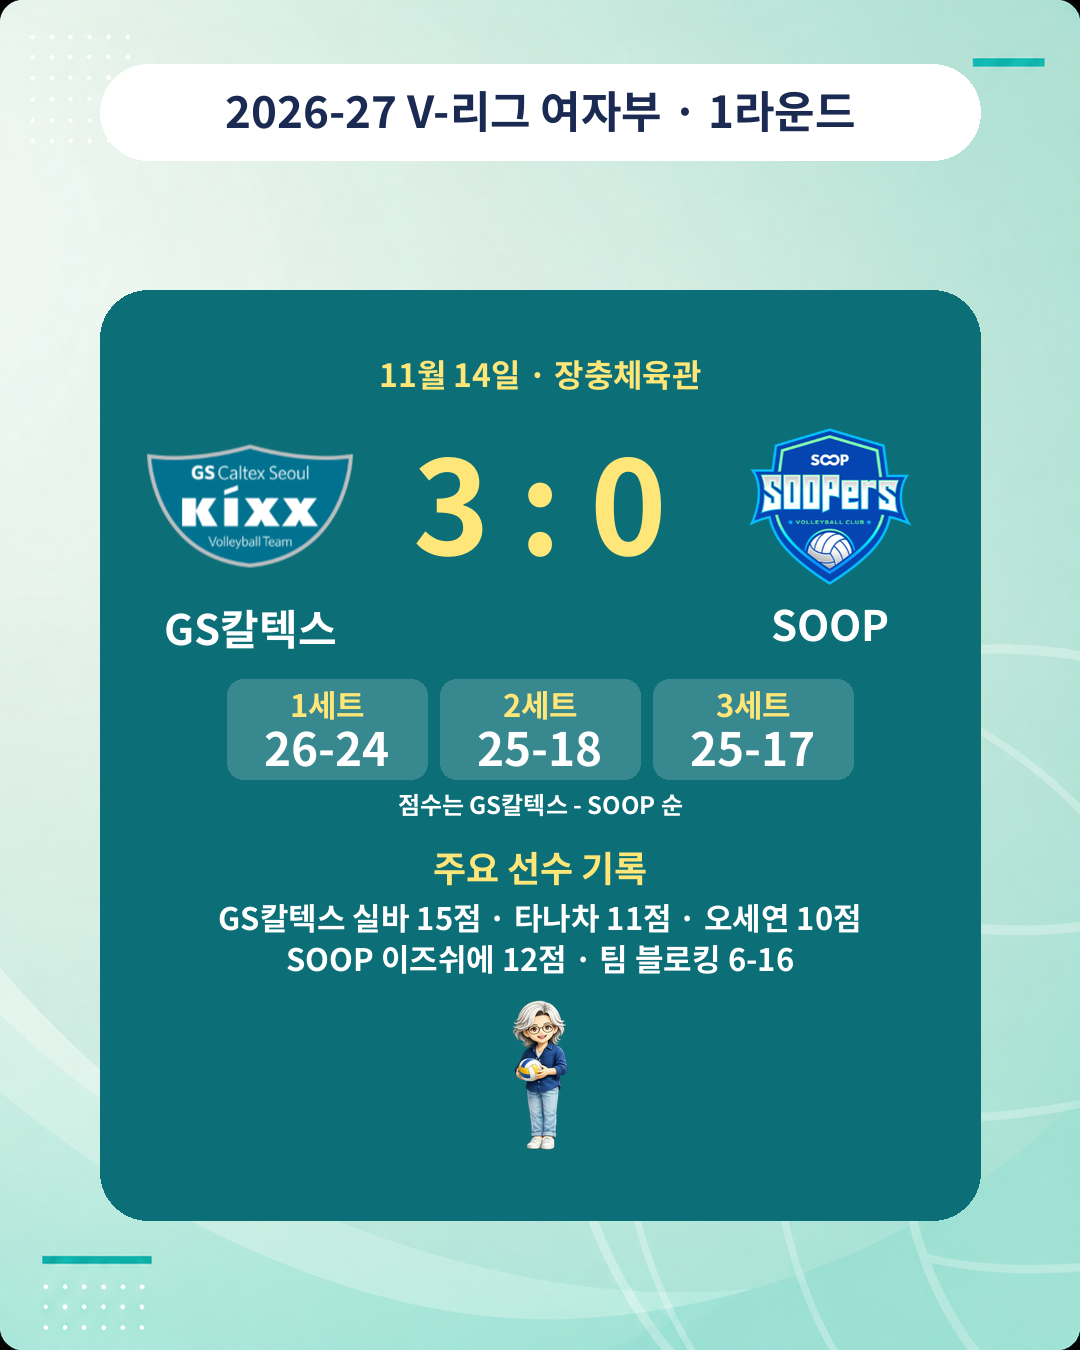 2026-27 V-리그 여자부 · 1라운드
11월 14일 · 장충체육관
GS Caltex Seoul
kíxx
Volleyball Team
3 : 0
SOOP
SOOPers
VOLLEYBALL CLUB
GS칼텍스
SOOP
1세트
26-24
2세트
25-18
3세트
25-17
점수는 GS칼텍스 - SOOP 순
주요 선수 기록
GS칼텍스 실바 15점 · 타나차 11점 · 오세연 10점
SOOP 이즈쉬에 12점 · 팀 블로킹 6-16